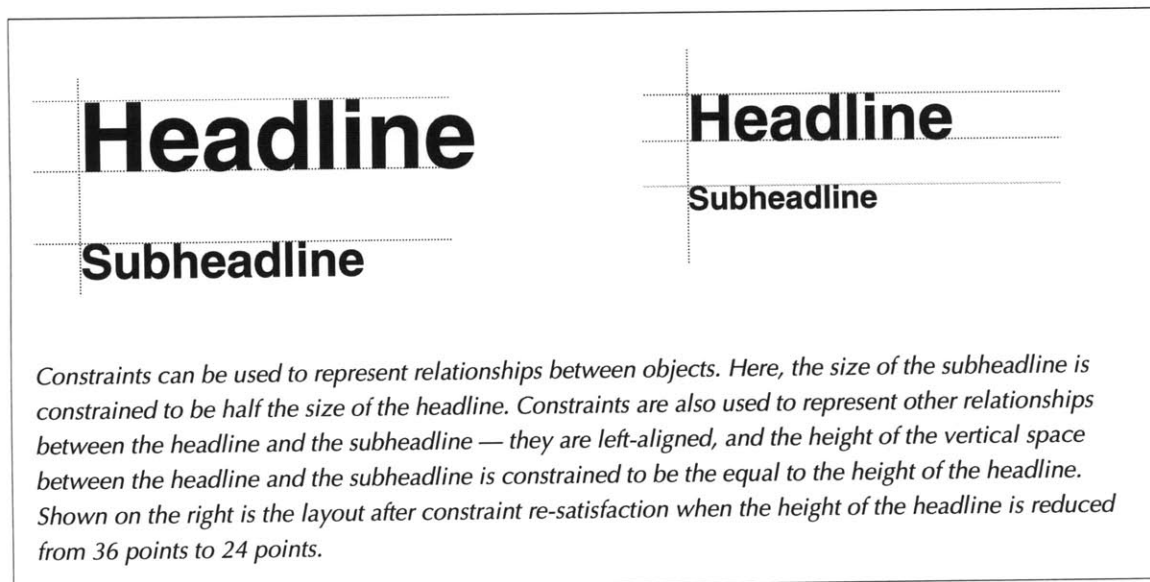 Headline
Subheadline
Headline
Subheadline
Constraints can be used to represent relationships between objects. Here, the size of the subheadline is
constrained to be half the size of the headline. Constraints are also used to represent other relationships
between the headline and the subheadline — they are left-aligned, and the height of the vertical space
between the headline and the subheadline is constrained to be the equal to the height of the headline.
Shown on the right is the layout after constraint re-satisfaction when the height of the headline is reduced
from 36 points to 24 points.